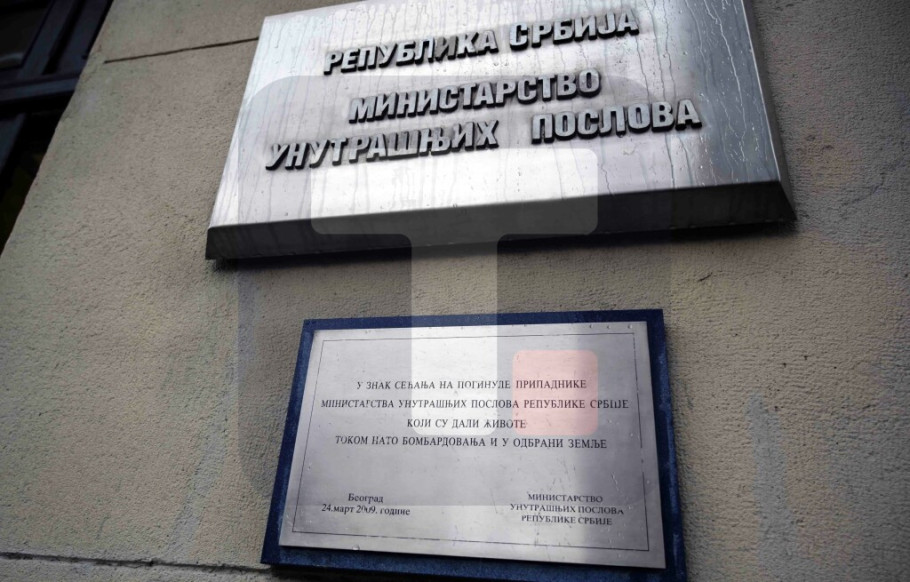 РЕПУБЛИКА СРБИЈА
МИНИСТАРСТВО
УНУТРАШЊИХ ПОСЛОВА
У ЗНАК СЕЋАЊА НА ПОГИНУЛЕ ПРИПАДНИКЕ
МИНИСТАРСТВА УНУТРАШЊИХ ПОСЛОВА РЕПУБЛИКЕ СРБИЈЕ
КОЈИ СУ ДАЛИ ЖИВОТЕ
ТОКОМ НАТО БОМБАРДОВАЊА И У ОДБРАНИ ЗЕМЉЕ
Београд
24.март 2009. године
МИНИСТАРСТВО
УНУТРАШЊИХ ПОСЛОВА
РЕПУБЛИКЕ СРБИЈЕ